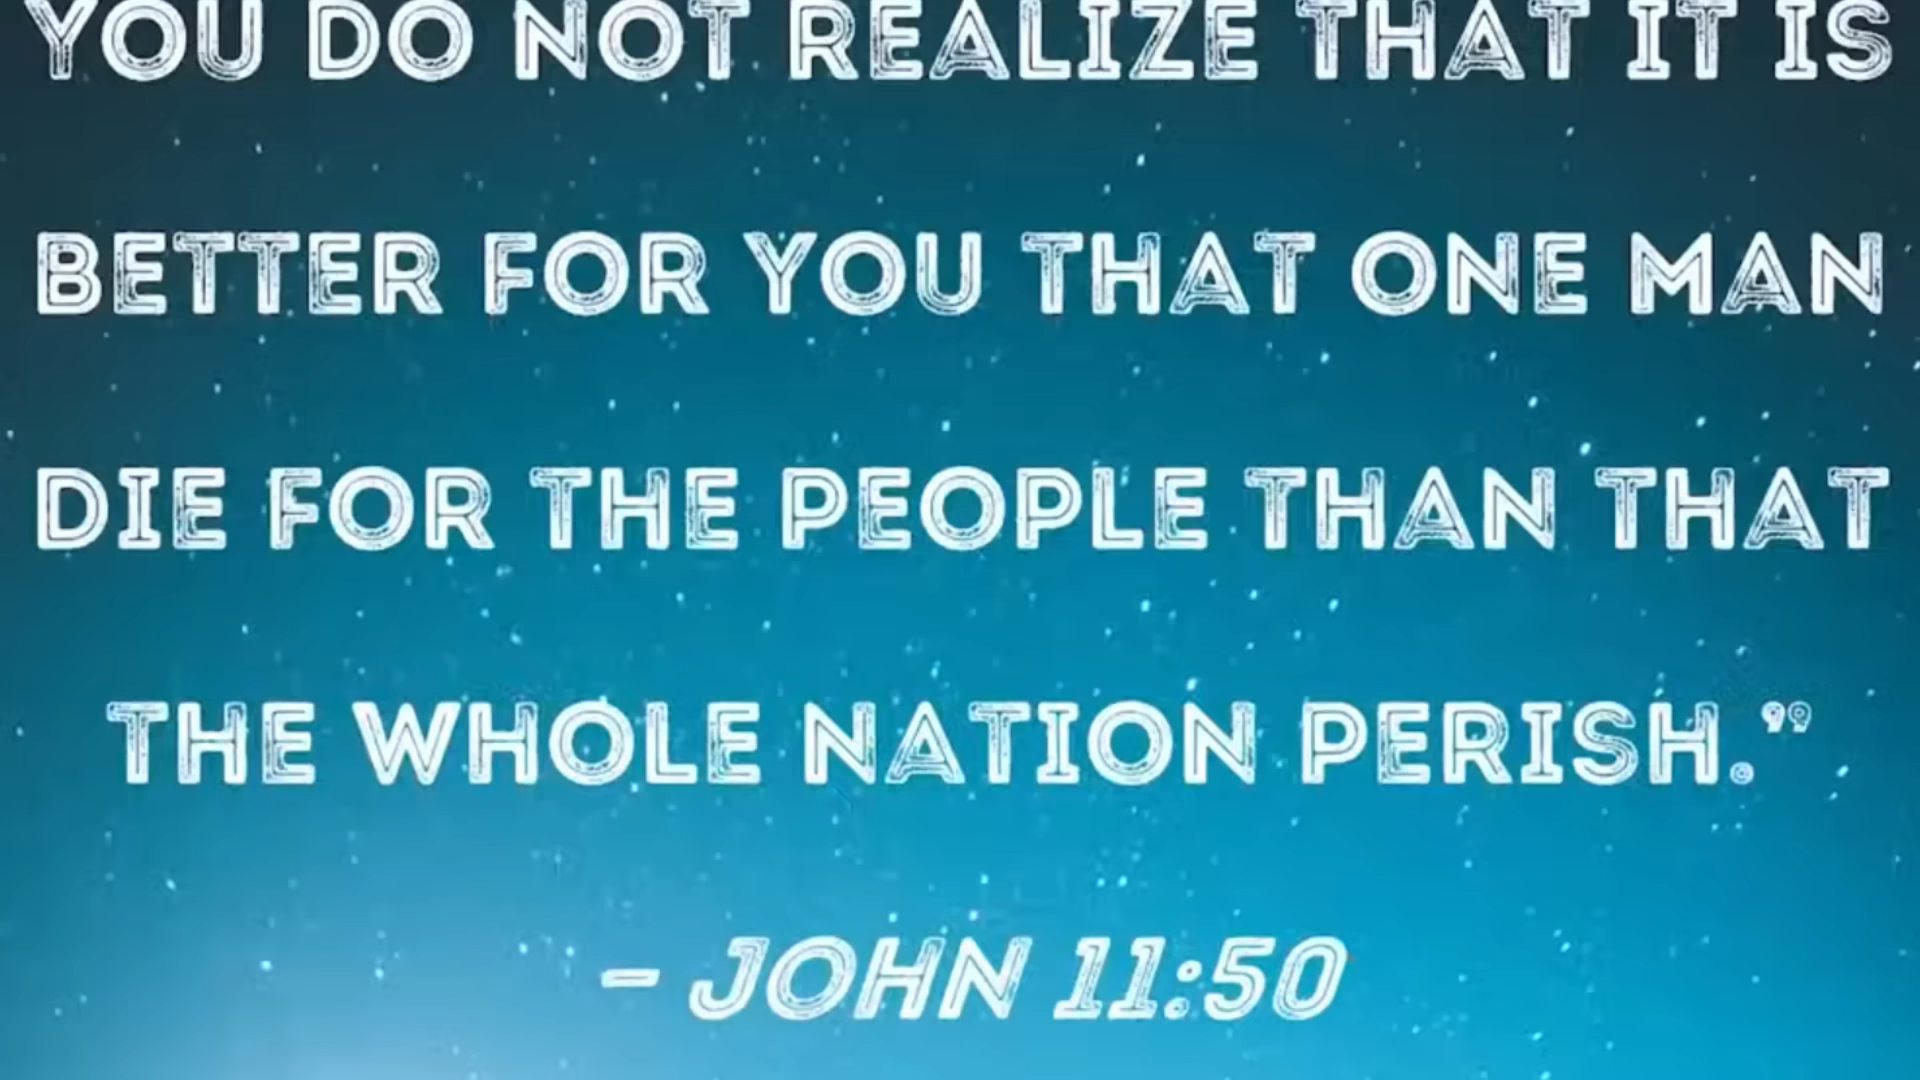 YOU DO NOT REALIZE THAT IT IS
BETTER FOR YOU THAT ONE MAN
DIE FOR THE PEOPLE THAN THAT
THE WHOLE NATION PERISH.”
– JOHN 11:50